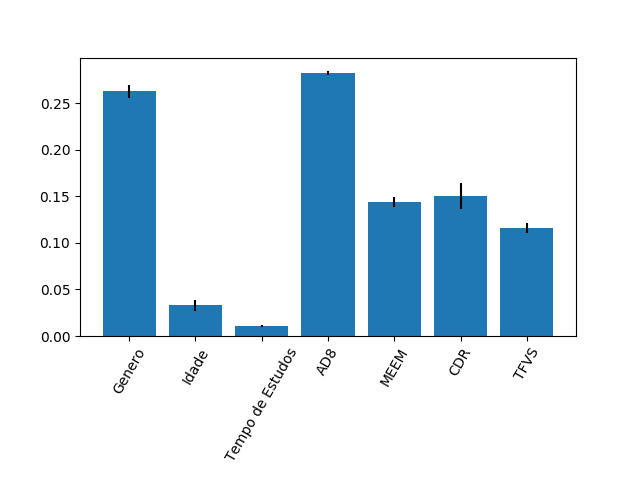 0.25
0.20
0.15
0.10
0.05
0.00
Genero
Idade
Tempo de Estudos
AD8
MEEM
CDR
TFVS